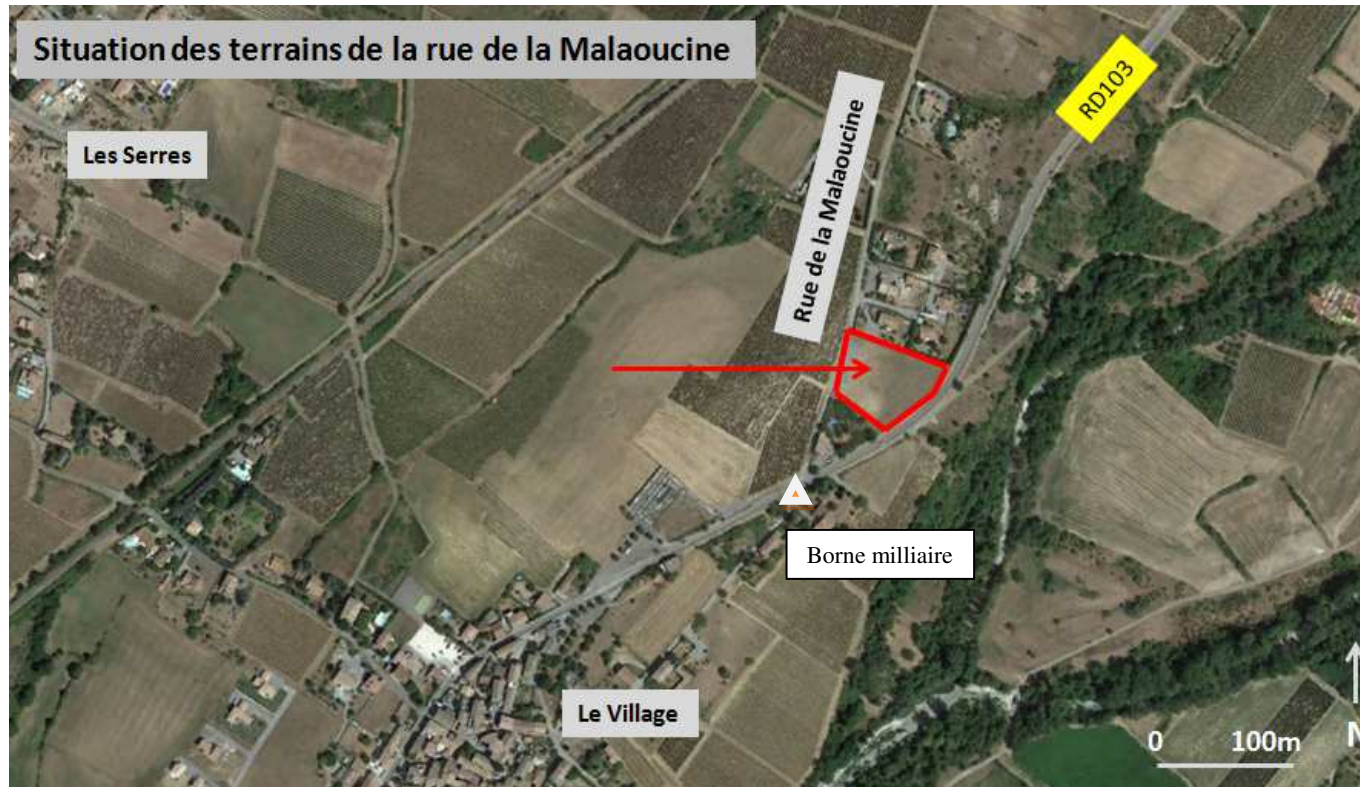 Situation des terrains de la rue de la Malaoucine
Les Serres
Rue de la Malaoucine
RD103
Borne milliaire
Le Village
0 100m
N